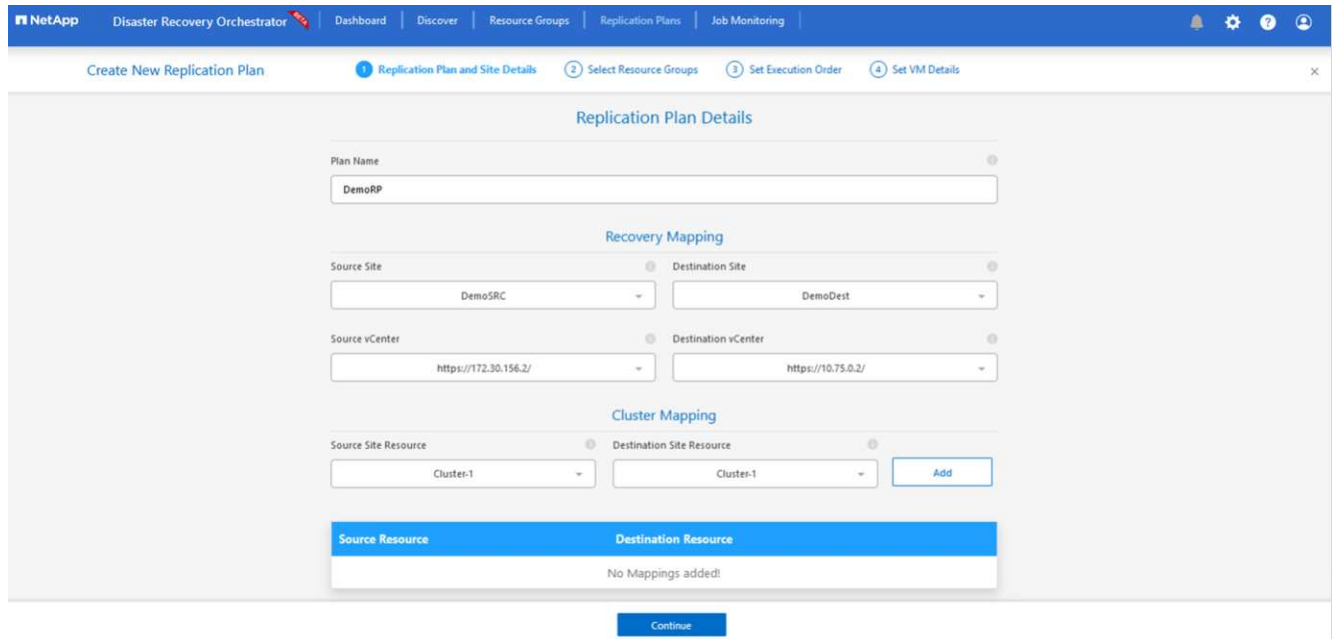 NetApp Disaster Recovery Orchestrator BETA Dashboard Discover Resource Groups Replication Plans Job Monitoring ?
Create New Replication Plan 1 Replication Plan and Site Details 2 Select Resource Groups 3 Set Execution Order 4 Set VM Details ×
Replication Plan Details
Plan Name
DemoRP
Recovery Mapping
Source Site Destination Site
DemoSRC DemoDest
Source vCenter Destination vCenter
https://172.30.156.2/ https://10.75.0.2/
Cluster Mapping
Source Site Resource Destination Site Resource
Cluster-1 Cluster-1 Add
Source Resource Destination Resource
No Mappings added!
Continue